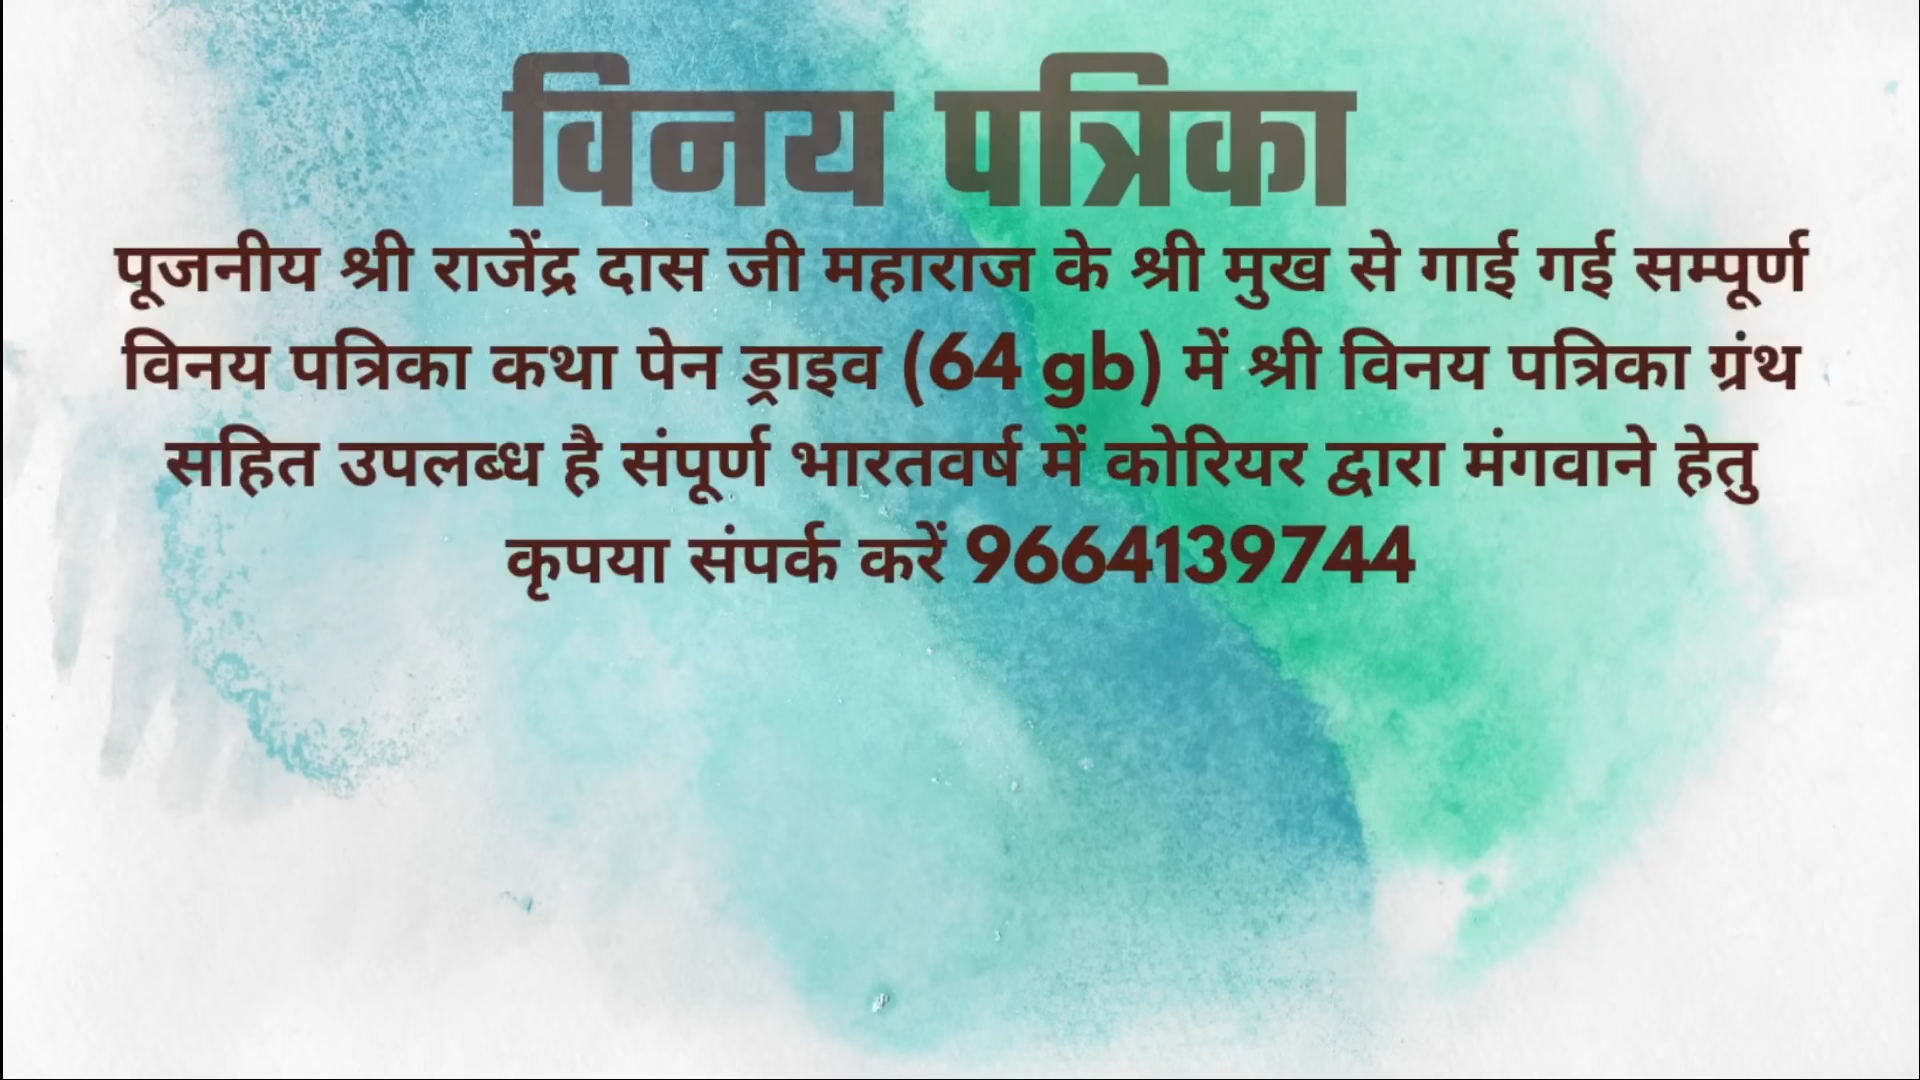 विनय पत्रिका
पूजनीय श्री राजेंद्र दास जी महाराज के श्री मुख से गाई गई सम्पूर्ण
विनय पत्रिका कथा पेन ड्राइव (64 gb) में श्री विनय पत्रिका ग्रंथ
सहित उपलब्ध है संपूर्ण भारतवर्ष में कोरियर द्वारा मंगवाने हेतु
कृपया संपर्क करें 9664139744